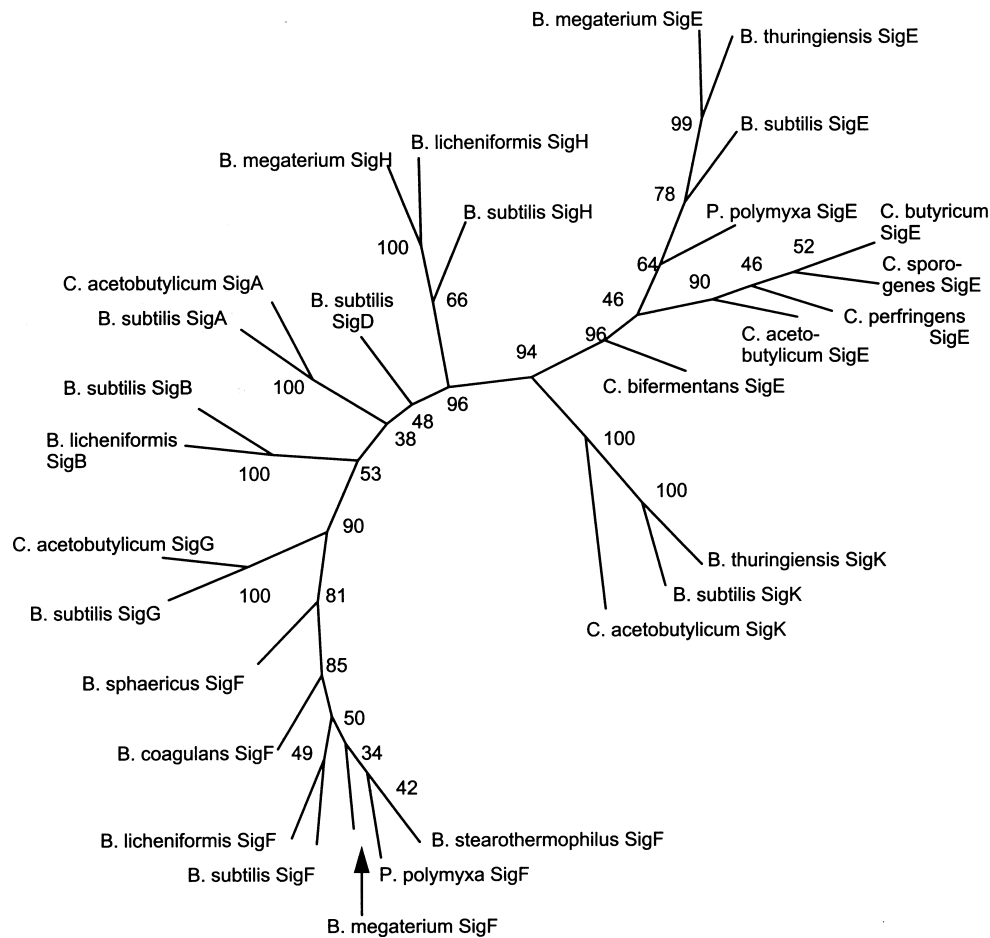 B. megaterium SigE
B. thuringiensis SigE
99
B. subtilis SigE
B. licheniformis SigH
B. megaterium SigH
78
P. polymyxa SigE
C. butyricum
SigE
B. subtilis SigH
100
52
64
46
C. sporo-
genes SigE
90
C. acetobutylicum SigA
B. subtilis
SigD
66
46
B. subtilis SigA
C. perfringens
SigE
96
C. aceto-
butylicum SigE
94
100
C. bifermentans SigE
B. subtilis SigB
96
48
38
B. licheniformis
SigB
100
100
53
100
90
C. acetobutylicum SigG
B. thuringiensis SigK
100
81
B. subtilis SigK
B. subtilis SigG
C. acetobutylicum SigK
85
B. sphaericus SigF
50
B. coagulans SigF
49
34
42
B. licheniformis SigF
B. stearothermophilus SigF
B. subtilis SigF
P. polymyxa SigF
B. megaterium SigF